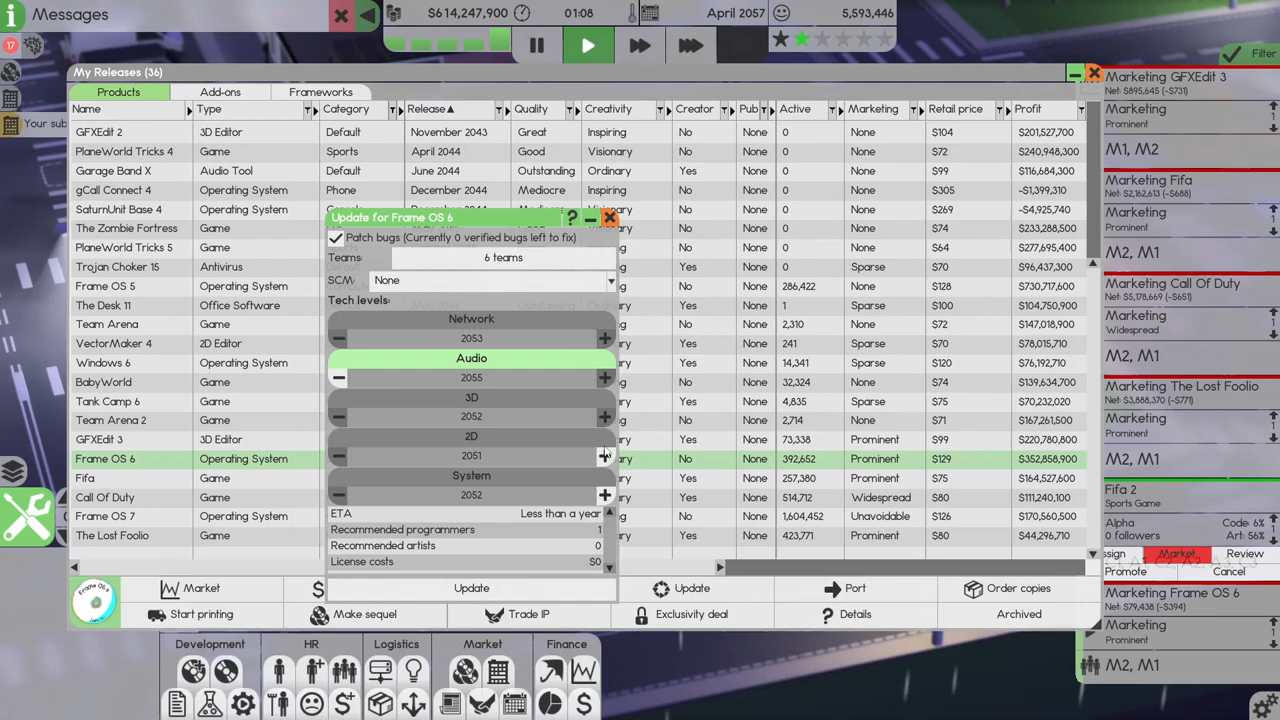 Messages
$614,247,900
01:08
April 2057
5,593,446
17
Your sub
Filter
My Releases (36)
Products Add-ons Frameworks
Name Type Category Release Quality Creativity Creator Pub Active Marketing Retail price Profit
GFXEdit 2 3D Editor Default November 2043 Great Inspiring No None 0 None $104 $201,527,700
PlaneWorld Tricks 4 Game Sports April 2044 Good Visionary No None 0 None $72 $240,948,300
Garage Band X Audio Tool Default June 2044 Outstanding Ordinary Yes None 0 None $99 $116,684,300
gCall Connect 4 Operating System Phone December 2044 Mediocre Inspiring No None 0 None $305 -$1,399,310
SaturnUnit Base 4 Operating System No None 0 None $269 -$4,925,740
The Zombie Furthest Game No None 0 None $88 $233,288,500
PlaneWorld Tricks 5 Game No None 0 None $64 $277,695,400
Trojan Choker 15 Antivirus Yes None 0 Sparse $70 $96,437,300
Frame OS 5 Operating System No None 286,422 None $128 $730,717,600
The Desk 11 Office Software Yes None 1 Sparse $100 $104,750,900
Team Arena Game No None 2,310 None $72 $147,018,900
VectorMaker 4 2D Editor Yes None 241 Sparse $70 $78,015,710
Windows 6 Operating System Yes None 14,341 Sparse $120 $76,192,710
BabyWorld Game No None 32,324 None $74 $139,634,700
Tank Camp 6 Game Yes None 4,835 Sparse $75 $70,232,020
Team Arena 2 Game No None 2,714 None $71 $167,261,500
GFXEdit 3 3D Editor Yes None 73,338 Prominent $99 $220,780,800
Frame OS 6 Operating System No None 392,652 Prominent $129 $352,858,900
Fifa Game Yes None 257,380 Prominent $75 $164,527,600
Call Of Duty Game Yes None 514,712 Widespread $80 $111,240,100
Frame OS 7 Operating System No None 1,604,452 Unavoidable $126 $170,560,500
The Lost Foolio Game Yes None 423,771 Prominent $80 $44,296,710
Update for Frame OS 6 ?
Patch bugs (Currently 0 verified bugs left to fix)
Teams: 6 teams
SCM: None
Tech levels:
Network
2053
Audio
2055
3D
2052
2D
2051
System
2052
ETA Less than a year
Recommended programmers 1
Recommended artists 0
License costs $0
Update
Frame OS 6
Market $ Update Port Order copies
Start printing Make sequel Trade IP Exclusivity deal ? Details Archived
Development HR Logistics Market Finance
Marketing GFXEdit 3
Net: $895,645 (-$731)
Marketing
Prominent
M1, M2
Marketing Fifa
Net: $2,162,613 (-$688)
Marketing
Prominent
M2, M1
Marketing Call Of Duty
Net: $5,178,669 (-$651)
Marketing
Widespread
M2, M1
Marketing The Lost Foolio
Net: $3,888,370 (-$771)
Marketing
Prominent
M2, M1
Fifa 2
Sports Game
Alpha Code: 6%
0 followers Art: 56%
ssign Market Review
Promote Cancel
Marketing Frame OS 6
Net: $79,438 (-$394)
Marketing
Prominent
M2, M1